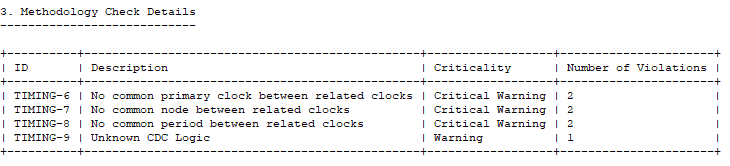 3. Methodology Check Details
----------------------------
+----------+------------------------------------------------+------------------+----------------------+
| ID       | Description                                    | Criticality      | Number of Violations |
+----------+------------------------------------------------+------------------+----------------------+
| TIMING-6 | No common primary clock between related clocks | Critical Warning | 2                    |
| TIMING-7 | No common node between related clocks          | Critical Warning | 2                    |
| TIMING-8 | No common period between related clocks        | Critical Warning | 2                    |
| TIMING-9 | Unknown CDC Logic                              | Warning          | 1                    |
+----------+------------------------------------------------+------------------+----------------------+